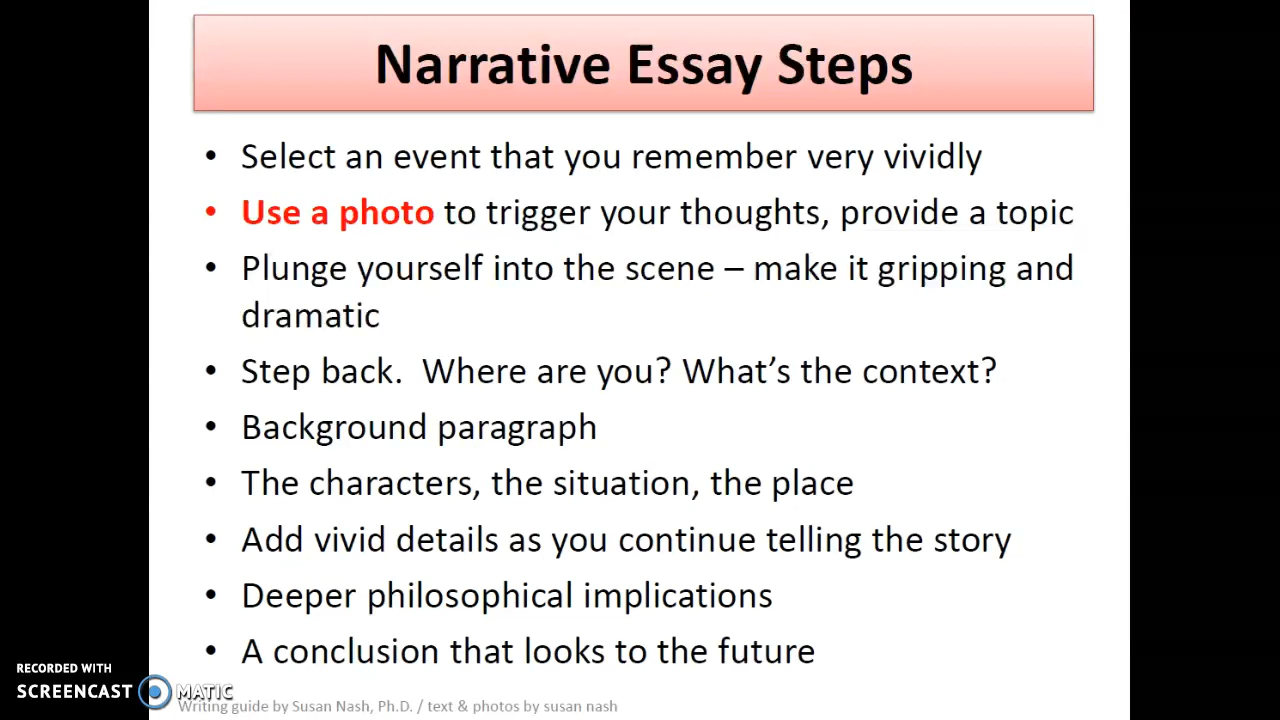 Narrative Essay Steps
• Select an event that you remember very vividly
• Use a photo to trigger your thoughts, provide a topic
• Plunge yourself into the scene – make it gripping and
dramatic
• Step back.  Where are you? What's the context?
• Background paragraph
• The characters, the situation, the place
• Add vivid details as you continue telling the story
• Deeper philosophical implications
• A conclusion that looks to the future
RECORDED WITH
SCREENCAST MATIC
Writing guide by Susan Nash, Ph.D. / text & photos by susan nash